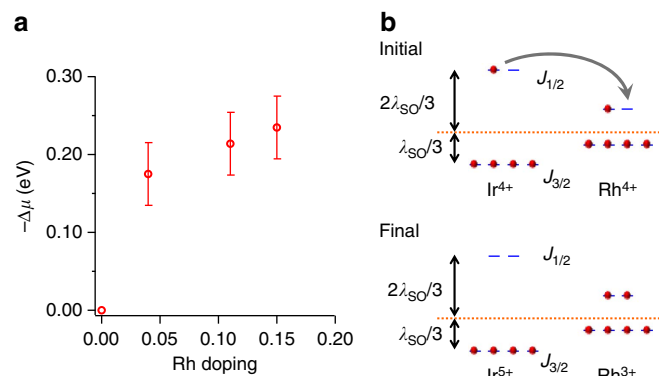 a
−Δμ (eV)
0.30
0.20
0.10
0.00
0.00 0.05 0.10 0.15 0.20
Rh doping
b
Initial
2λSO/3
J1/2
λSO/3
J3/2
Ir4+ Rh4+
Final
2λSO/3
J1/2
λSO/3
J3/2
Ir5+ Rh3+